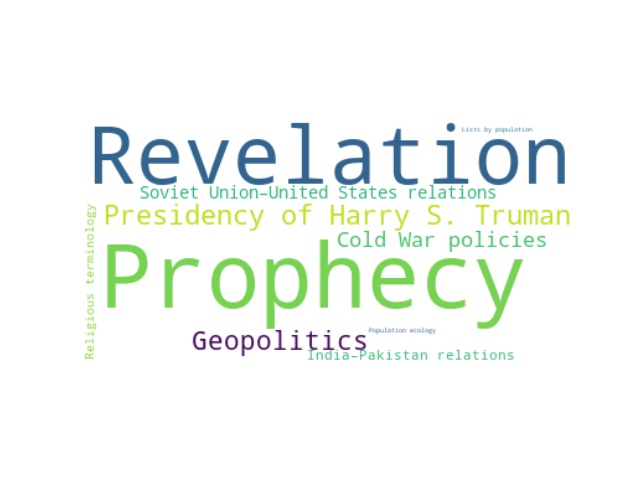 Revelation
Lists by population
Soviet Union–United States relations
Presidency of Harry S. Truman
Cold War policies
Religious terminology
Prophecy
Geopolitics
Population ecology
India–Pakistan relations